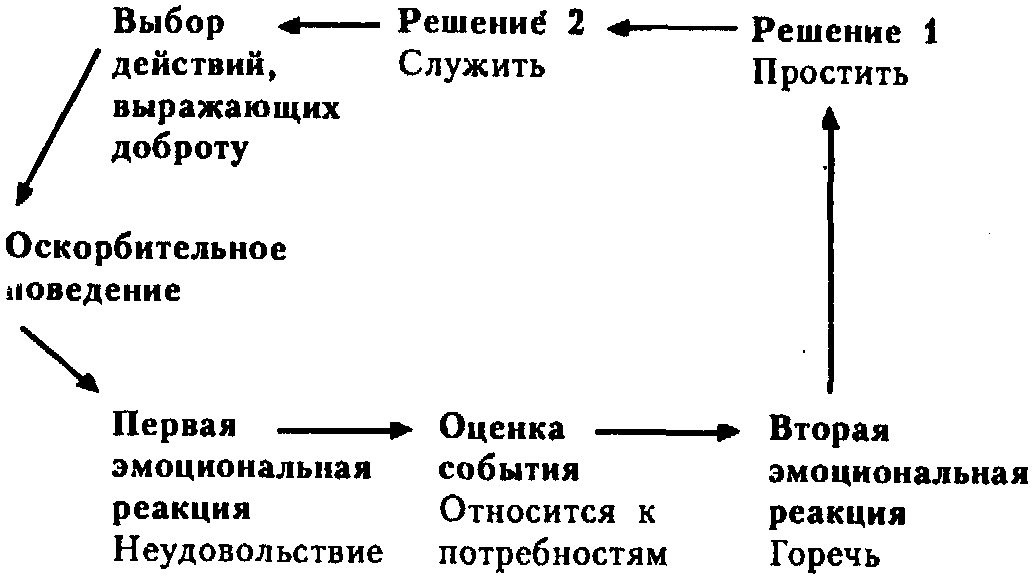 Выбор
действий,
выражающих
доброту
Решение 2
Служить
Решение 1
Простить
Оскорбительное
поведение
Первая
эмоциональная
реакция
Неудовольствие
Оценка
события
Относится к
потребностям
Вторая
эмоциональная
реакция
Горечь